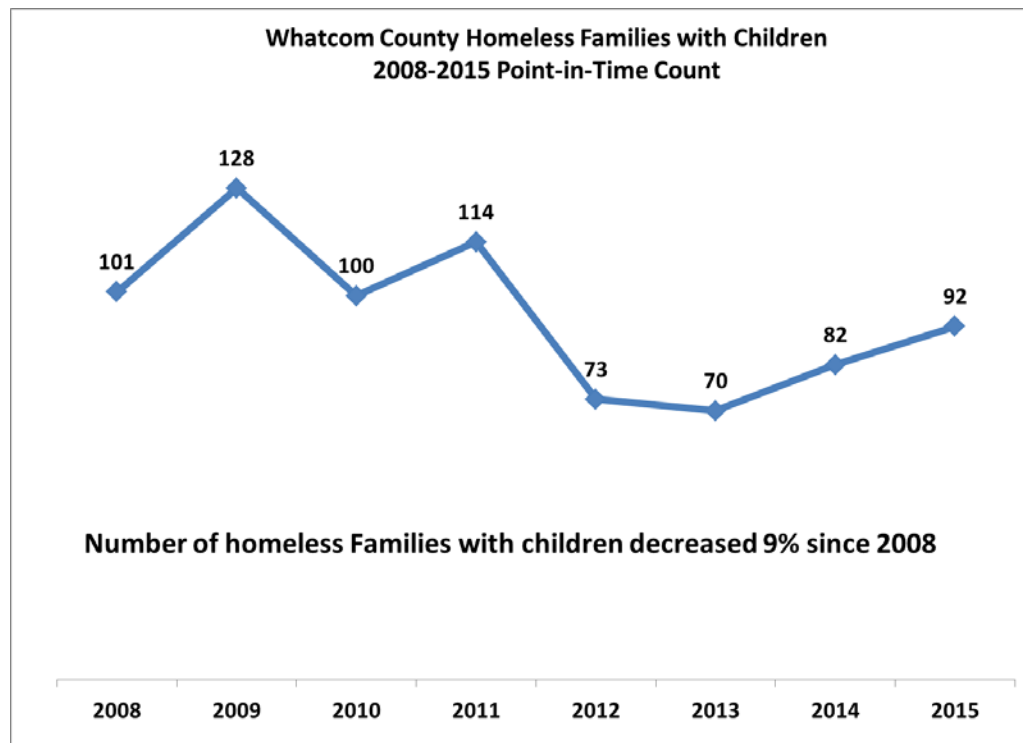 Whatcom County Homeless Families with Children
2008-2015 Point-in-Time Count
128
114
101
100
92
82
73
70
Number of homeless Families with children decreased 9% since 2008
2008 2009 2010 2011 2012 2013 2014 2015